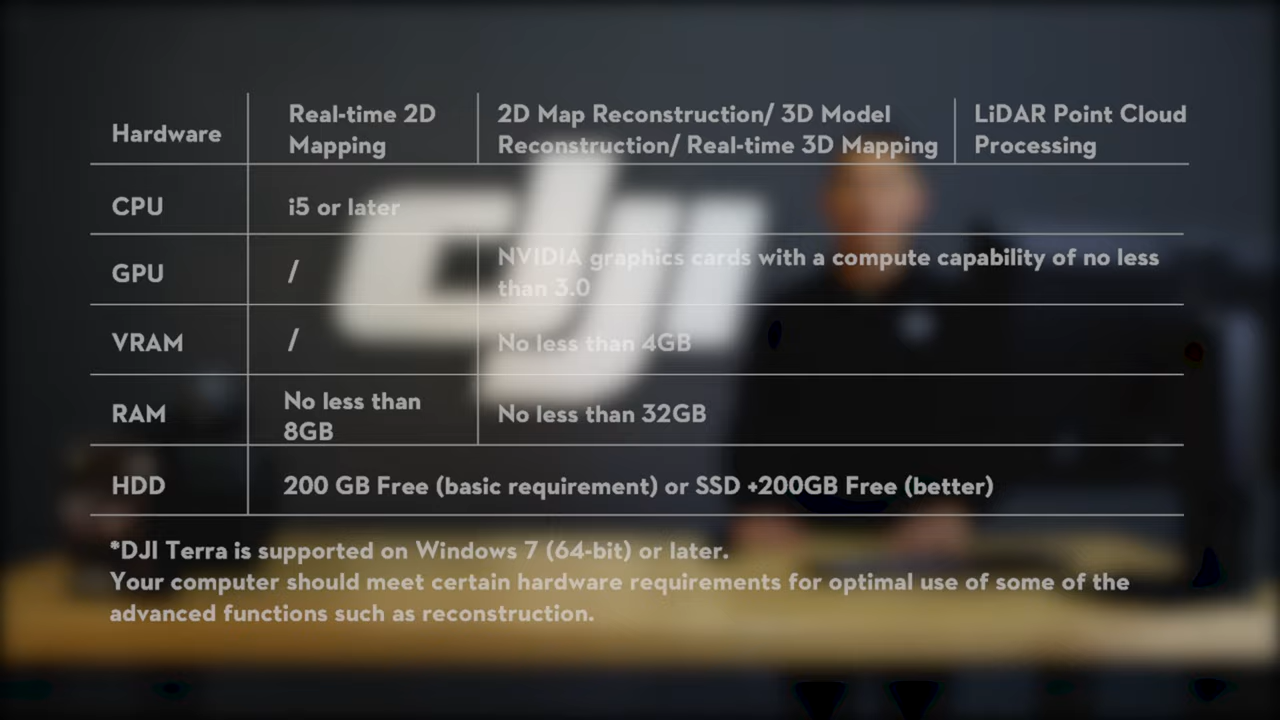 Hardware
Real-time 2D
Mapping
2D Map Reconstruction/ 3D Model
Reconstruction/ Real-time 3D Mapping
LiDAR Point Cloud
Processing
CPU
i5 or later
GPU
/
NVIDIA graphics cards with a compute capability of no less
than 3.0
VRAM
/
No less than 4GB
RAM
No less than
8GB
No less than 32GB
HDD
200 GB Free (basic requirement) or SSD +200GB Free (better)
*DJI Terra is supported on Windows 7 (64-bit) or later.
Your computer should meet certain hardware requirements for optimal use of some of the
advanced functions such as reconstruction.
dji